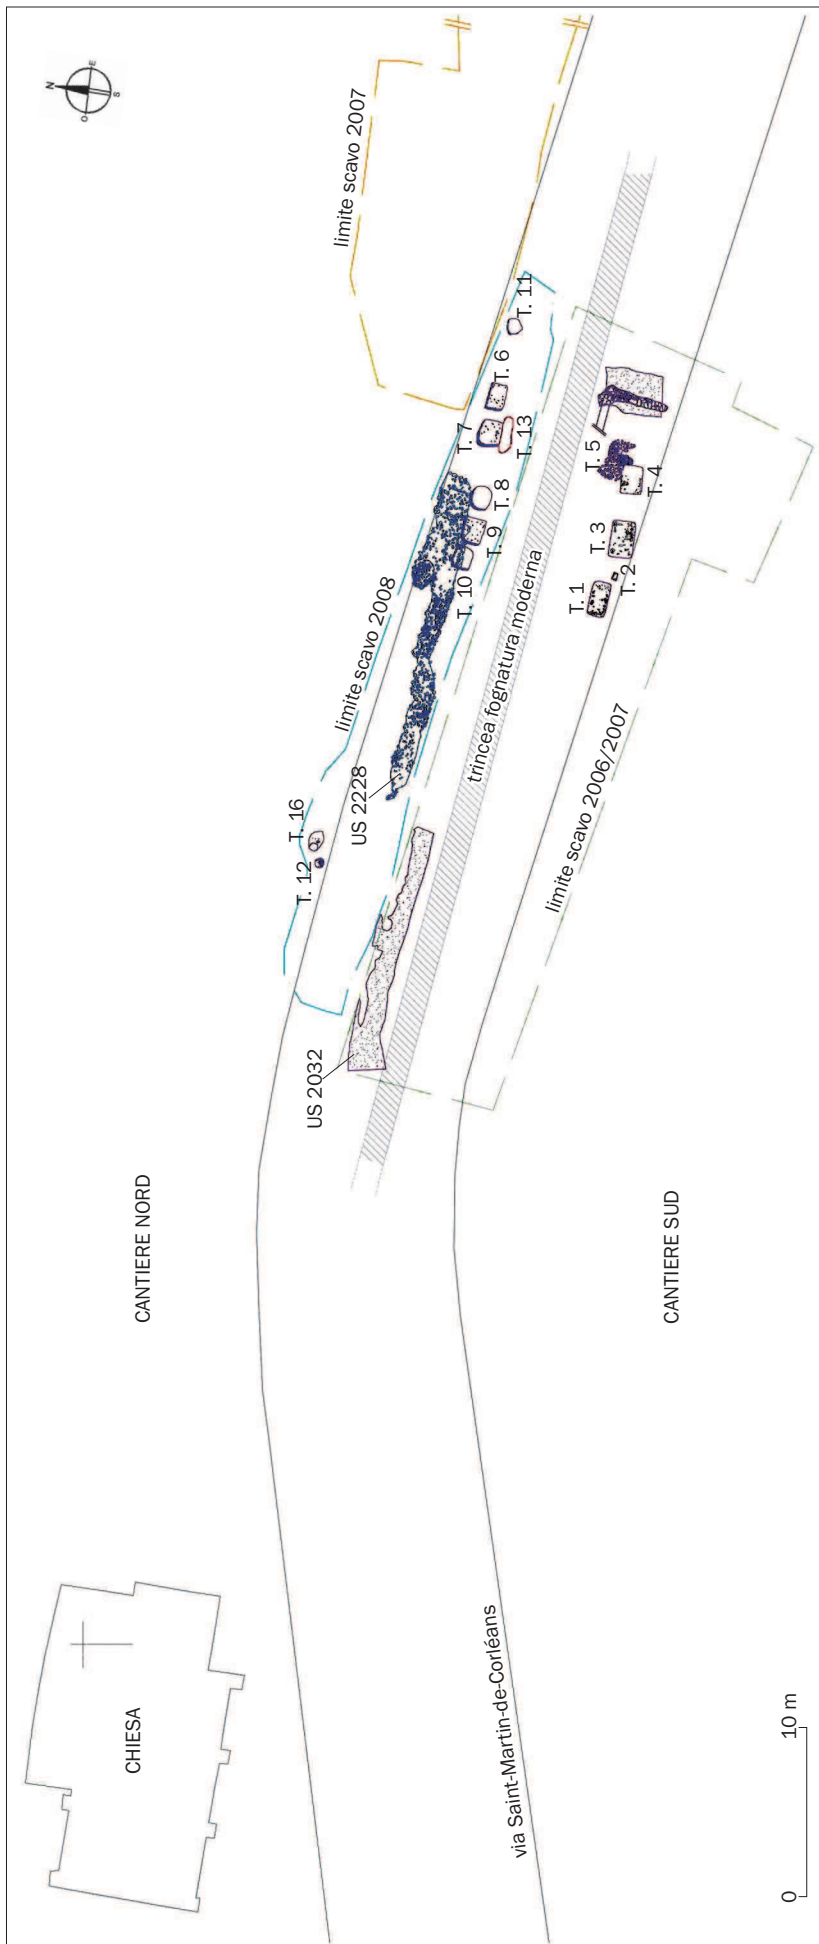 N
E
S
O
CHIESA
CANTIERE NORD
limite scavo 2007
T. 12
T. 16
limite scavo 2008
US 2032
US 2228
T. 10
T. 9
T. 8
T. 7
T. 13
T. 6
T. 11
trincea fognatura moderna
T. 1
T. 2
T. 3
T. 4
T. 5
limite scavo 2006/2007
via Saint-Martin-de-Corléans
CANTIERE SUD
0 10 m